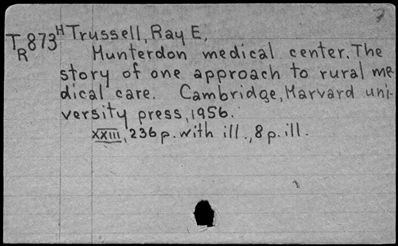 TR873 H Trussell, Ray E.,
Hunterdon medical center. The
story of one approach to rural me-
dical care. Cambridge, Harvard uni-
versity press, 1956.
XXIII, 236 p. with ill., 8 p. ill.